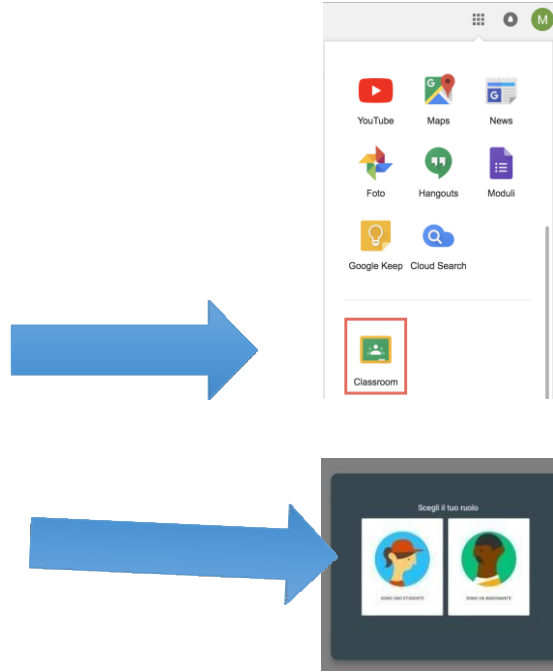 M
YouTube Maps News
Foto Hangouts Moduli
Google Keep Cloud Search
Classroom
Scegli il tuo ruolo
SONO UNO STUDENTE SONO UN INSEGNANTE